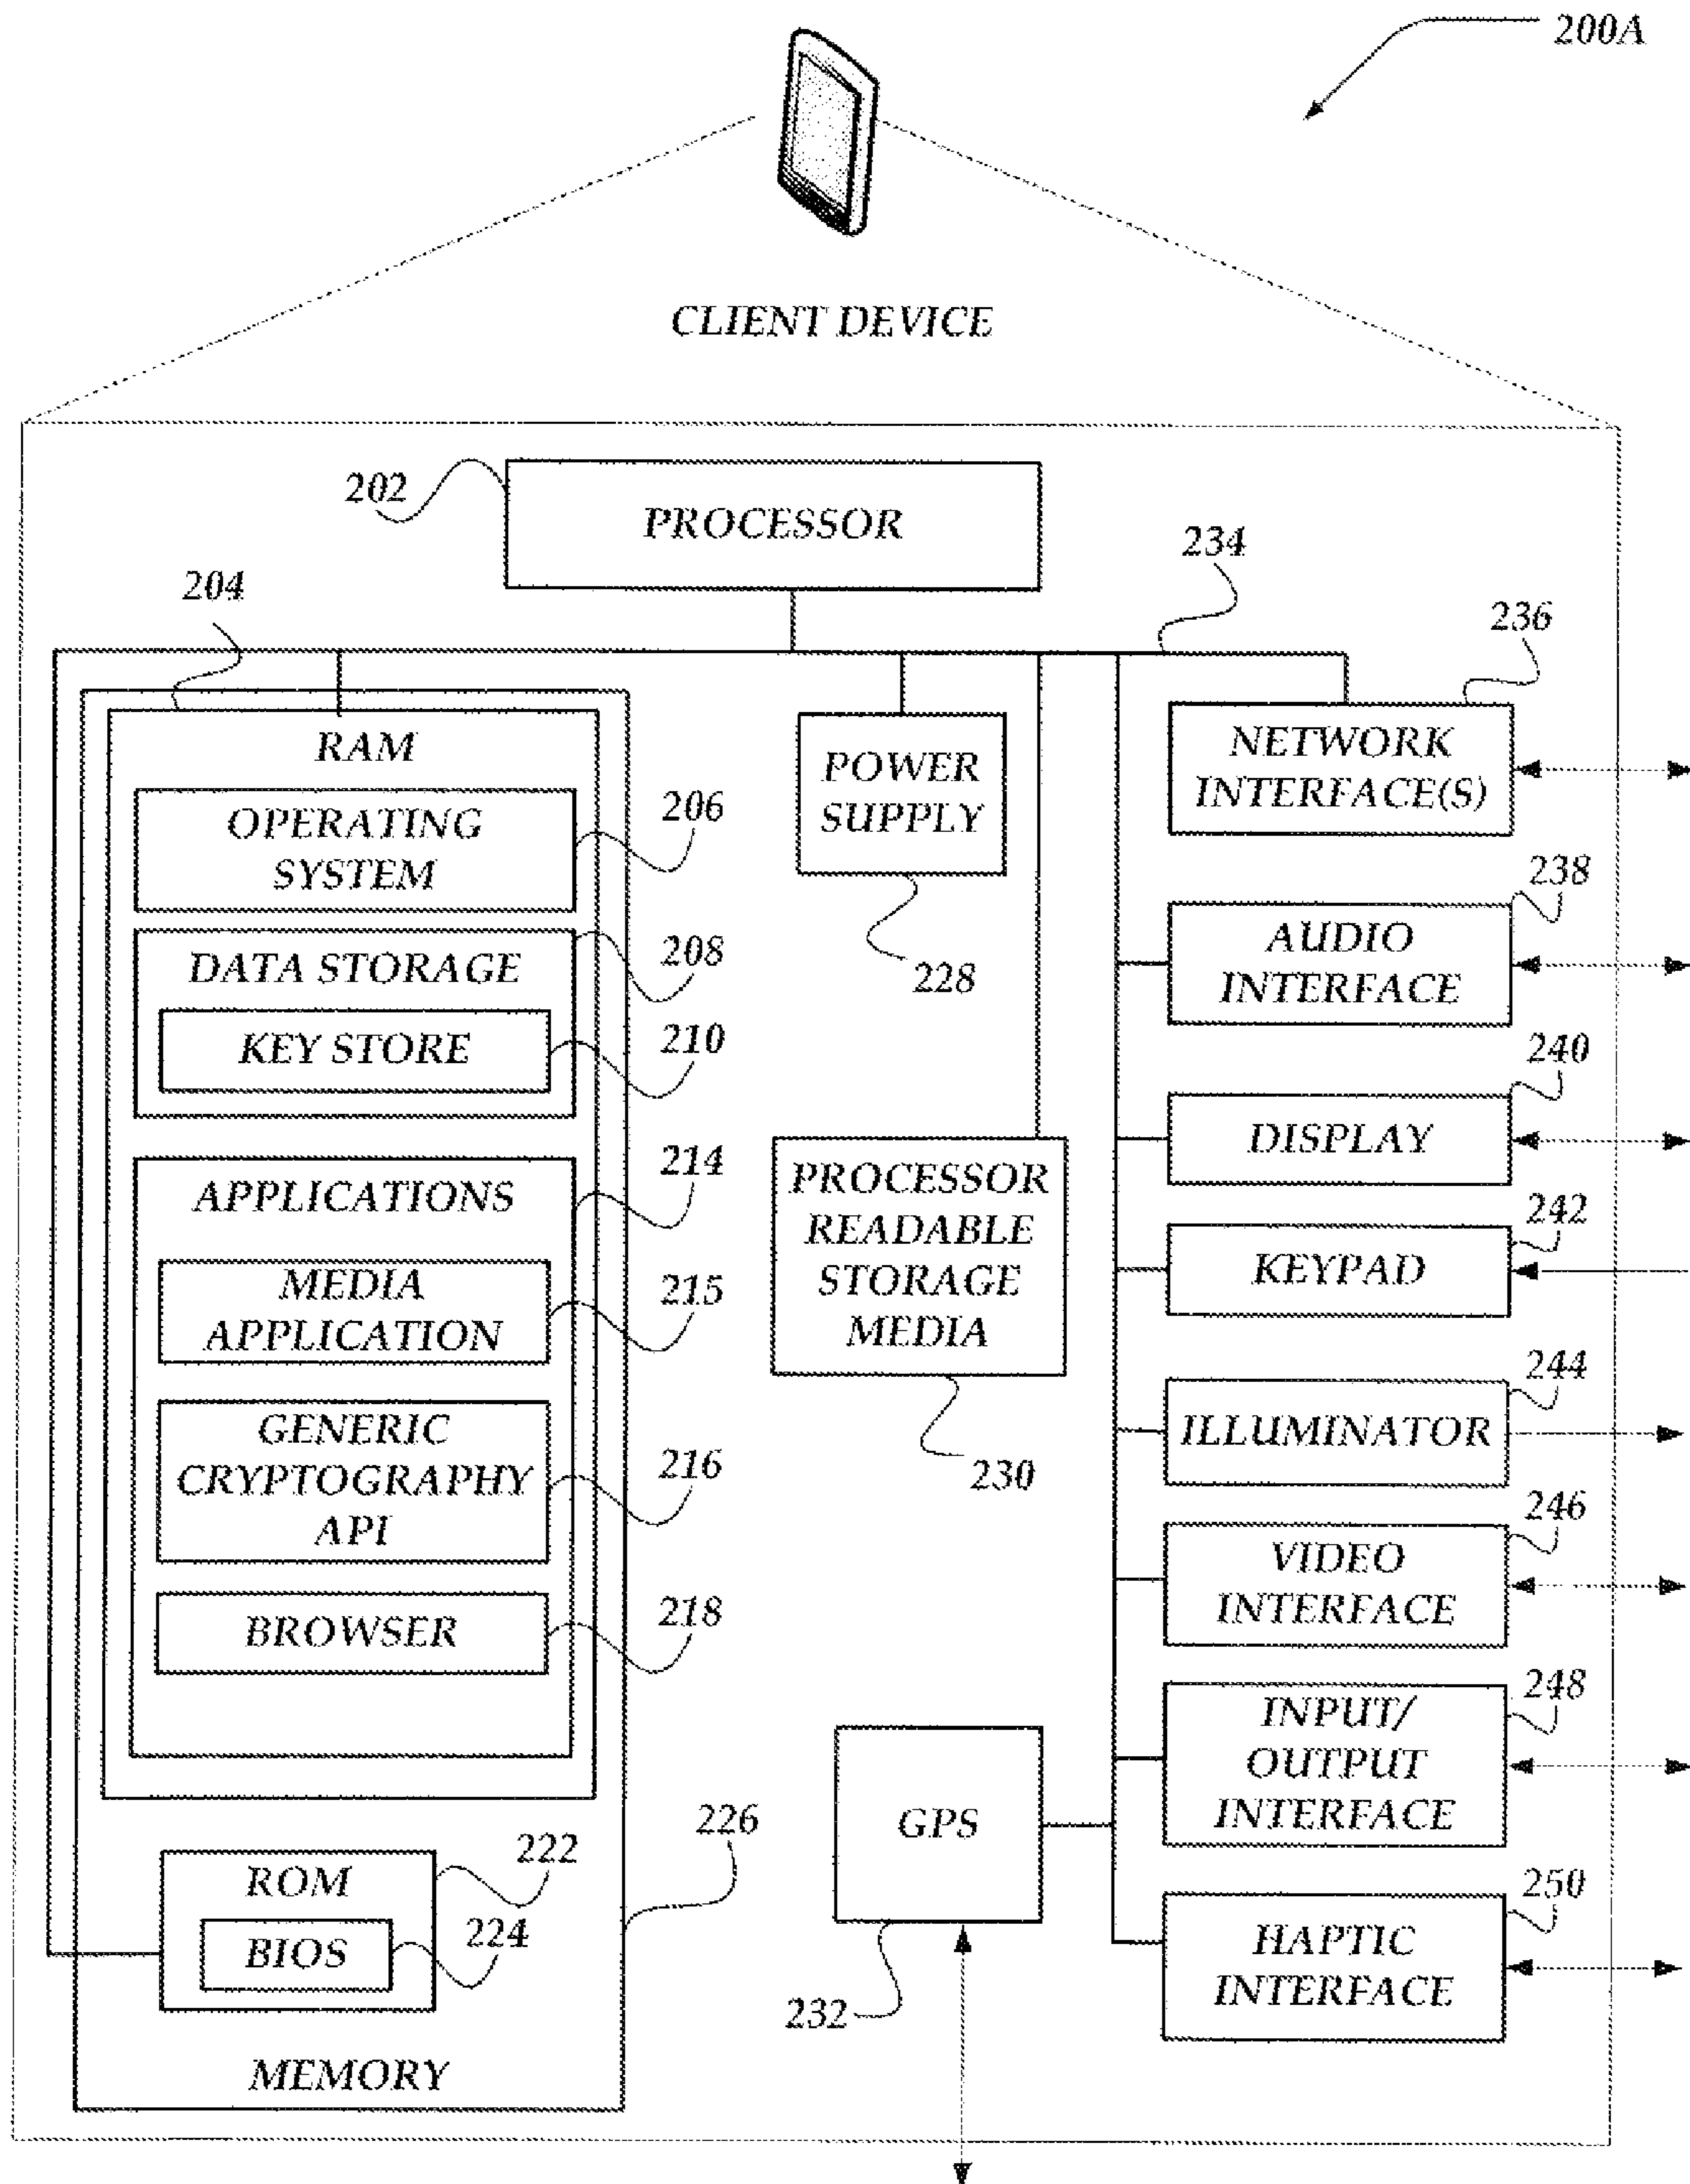 200A
CLIENT DEVICE
202
PROCESSOR
234
204
236
RAM
OPERATING
SYSTEM
206
DATA STORAGE
208
KEY STORE
210
APPLICATIONS
214
MEDIA
APPLICATION
215
GENERIC
CRYPTOGRAPHY
API
216
BROWSER
218
ROM
222
BIOS
224
226
MEMORY
POWER
SUPPLY
228
PROCESSOR
READABLE
STORAGE
MEDIA
230
GPS
232
NETWORK
INTERFACE(S)
238
AUDIO
INTERFACE
240
DISPLAY
242
KEYPAD
244
ILLUMINATOR
246
VIDEO
INTERFACE
248
INPUT/
OUTPUT
INTERFACE
250
HAPTIC
INTERFACE